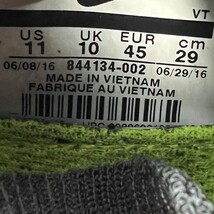 VT
US UK EUR cm
11 10 45 29
06/08/16 844134-002 06/29/16
MADE IN VIETNAM
FABRIQUE AU VIETNAM